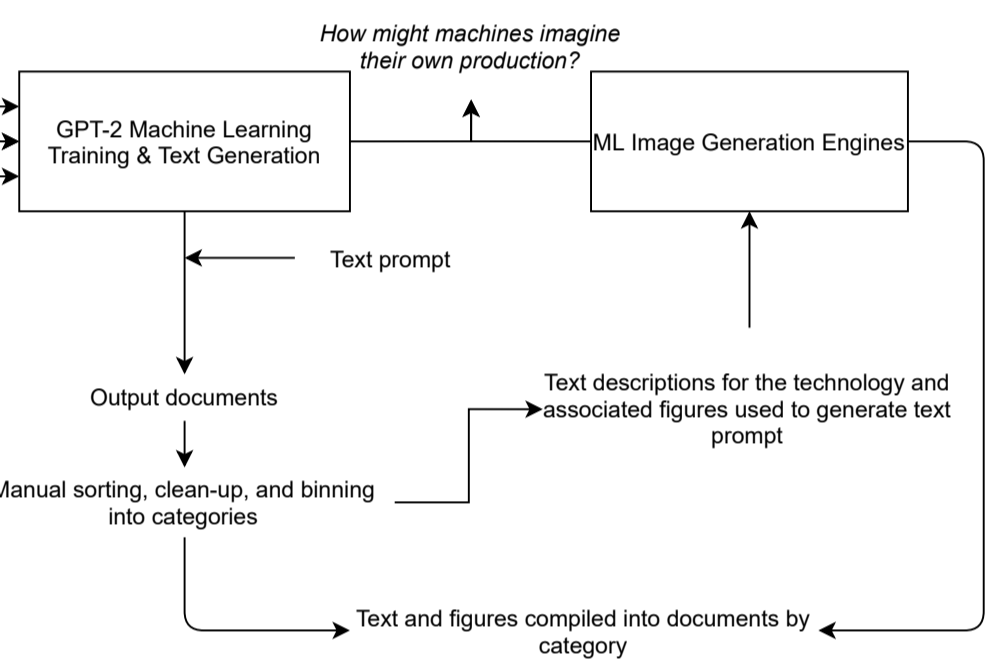 How might machines imagine
their own production?
GPT-2 Machine Learning
Training & Text Generation
ML Image Generation Engines
Text prompt
Output documents
Text descriptions for the technology and
associated figures used to generate text
prompt
Manual sorting, clean-up, and binning
into categories
Text and figures compiled into documents by
category